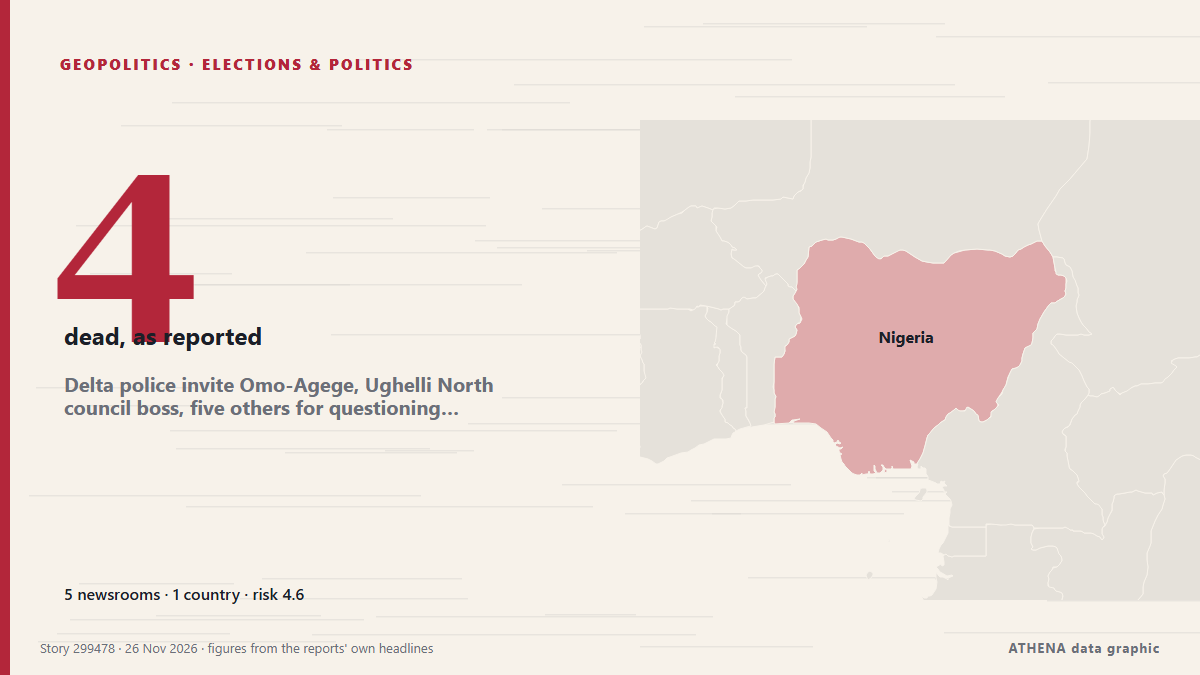 GEOPOLITICS · ELECTIONS & POLITICS
4
dead, as reported
Delta police invite Omo-Agege, Ughelli North
council boss, five others for questioning…
Nigeria
5 newsrooms · 1 country · risk 4.6
Story 299478 · 26 Nov 2026 · figures from the reports' own headlines
ATHENA data graphic